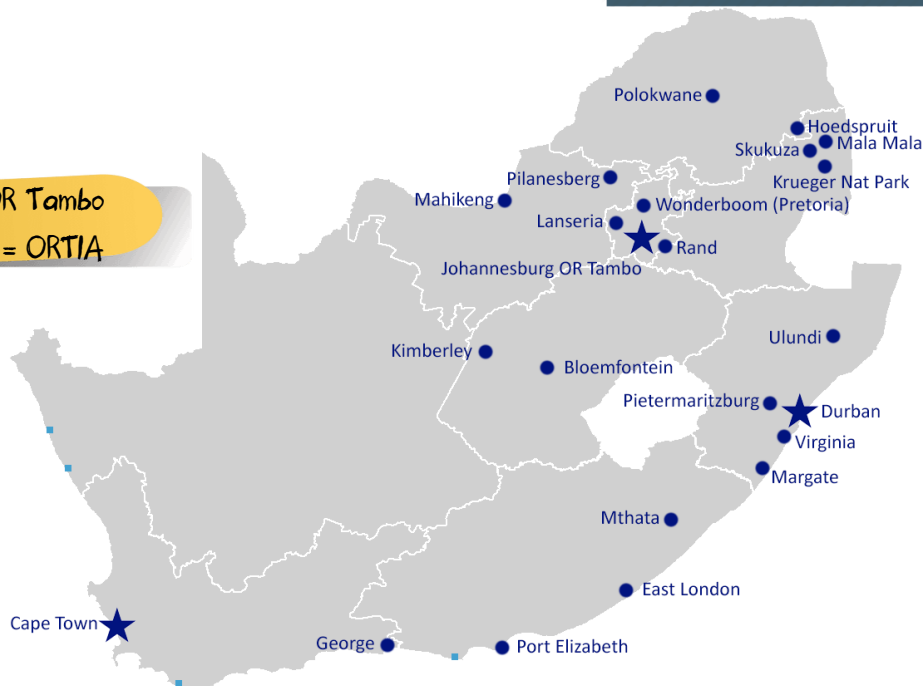 Polokwane
Hoedspruit
Mala Mala
Skukuza
Krueger Nat Park
Pilanesberg
Mahikeng
OR Tambo
= ORTIA
Wonderboom (Pretoria)
Lanseria
Rand
Johannesburg OR Tambo
Ulundi
Kimberley
Bloemfontein
Pietermaritzburg
Durban
Virginia
Margate
Mthata
East London
Cape Town
George
Port Elizabeth